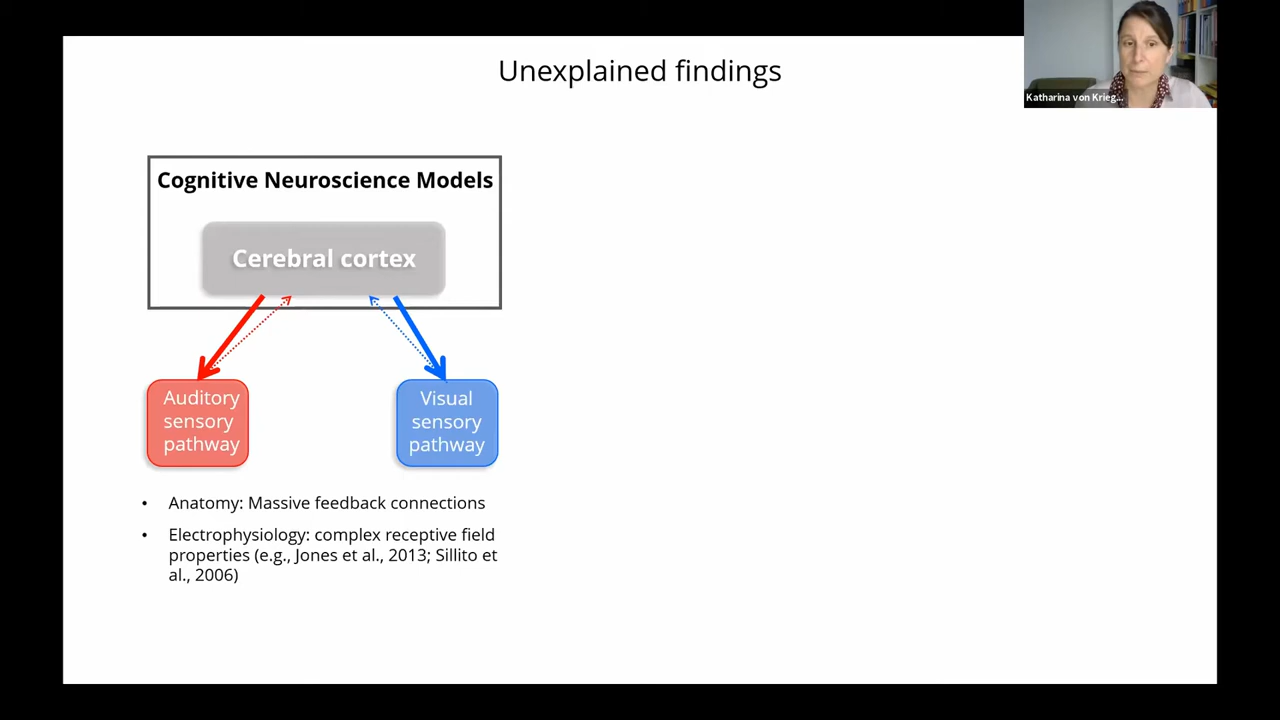 Unexplained findings
Katharina von Krieg...
Cognitive Neuroscience Models
Cerebral cortex
Auditory
sensory
pathway
Visual
sensory
pathway
• Anatomy: Massive feedback connections
• Electrophysiology: complex receptive field
properties (e.g., Jones et al., 2013; Sillito et
al., 2006)